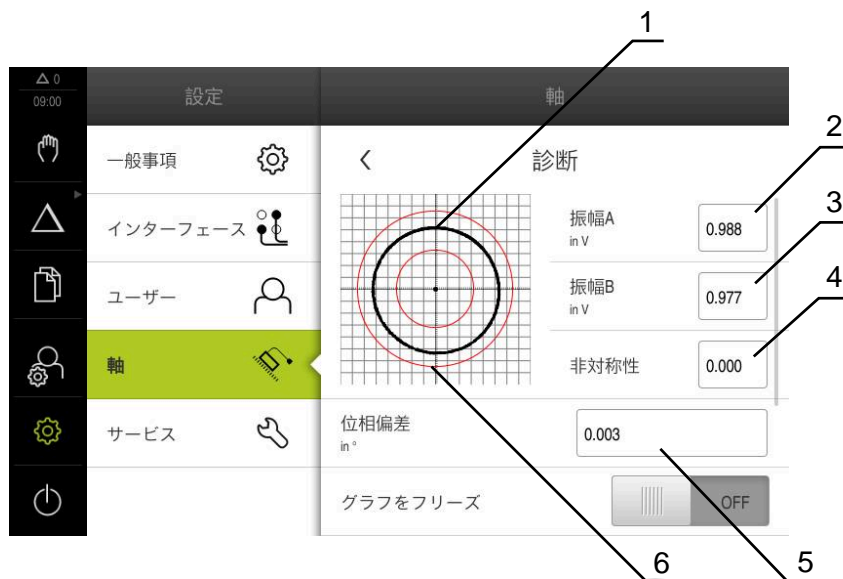 1
△ 0
09:00
設定
軸
一般事項
インターフェース
ユーザー
軸
サービス
診断
2
振幅A
in V
0.988
3
振幅B
in V
0.977
4
非対称性
0.000
位相偏差
in °
0.003
グラフをフリーズ
OFF
6
5